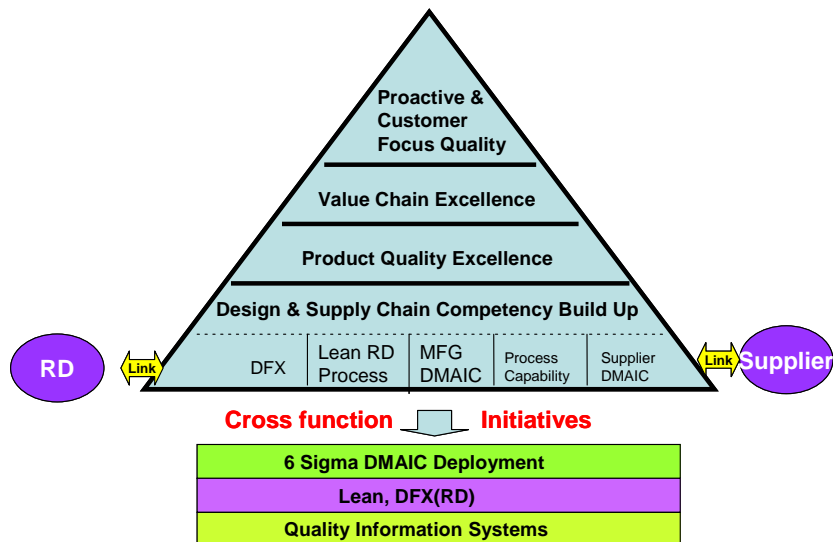 Proactive &
Customer
Focus Quality
Value Chain Excellence
Product Quality Excellence
Design & Supply Chain Competency Build Up
RD
Link
DFX
Lean RD
Process
MFG
DMAIC
Process
Capability
Supplier
DMAIC
Link
Supplier
Cross function Initiatives
6 Sigma DMAIC Deployment
Lean, DFX(RD)
Quality Information Systems